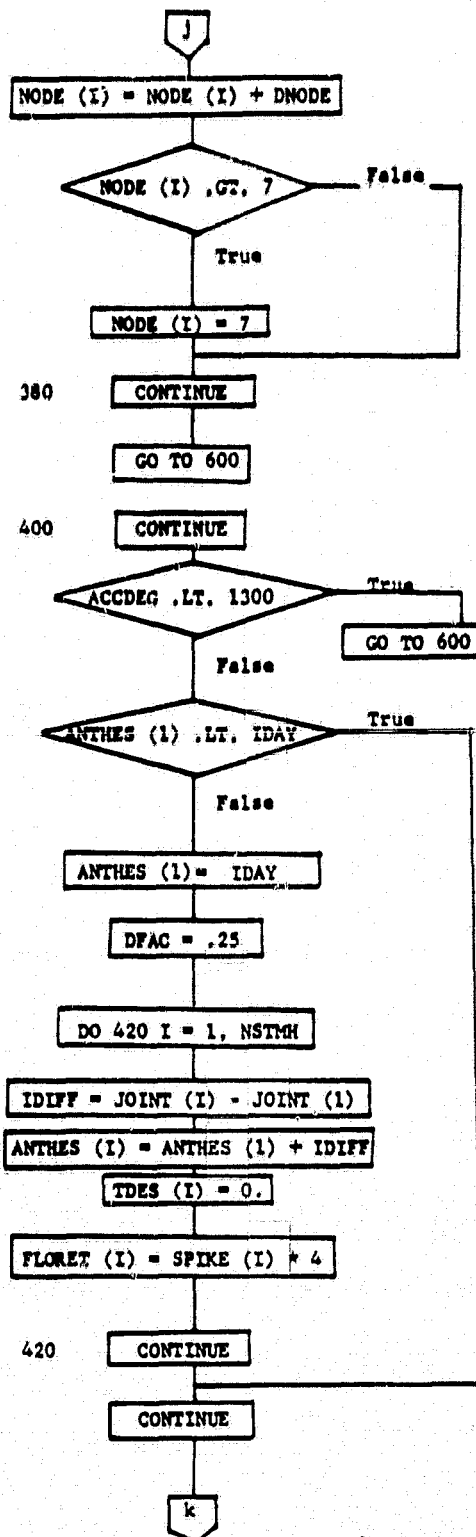 J
NODE (I) = NODE (I) + DNODE
NODE (I) .GT. 7
False
True
NODE (I) = 7
380 CONTINUE
GO TO 600
400 CONTINUE
ACCDEG .LT. 1300
True
GO TO 600
False
ANTHES (1) .LT. IDAY
True
False
ANTHES (1) = IDAY
DFAC = .25
DO 420 I = 1, NSTMH
IDIFF = JOINT (I) - JOINT (1)
ANTHES (I) = ANTHES (1) + IDIFF
TDES (I) = 0.
FLORET (I) = SPIKE (I) * 4
420 CONTINUE
CONTINUE
k